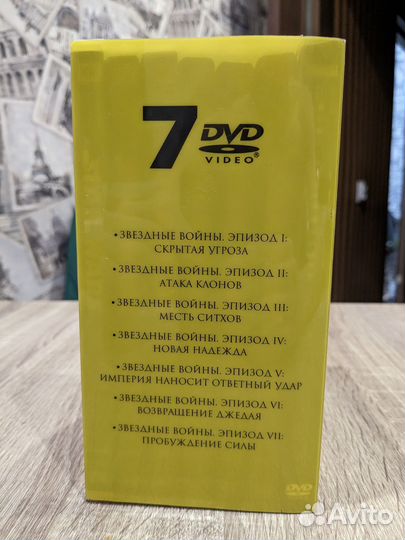 7 DVD
VIDEO®
• ЗВЕЗДНЫЕ ВОЙНЫ. ЭПИЗОД I:
СКРЫТАЯ УГРОЗА
• ЗВЕЗДНЫЕ ВОЙНЫ. ЭПИЗОД II:
АТАКА КЛОНОВ
• ЗВЕЗДНЫЕ ВОЙНЫ. ЭПИЗОД III:
МЕСТЬ СИТХОВ
• ЗВЕЗДНЫЕ ВОЙНЫ. ЭПИЗОД IV:
НОВАЯ НАДЕЖДА
• ЗВЕЗДНЫЕ ВОЙНЫ. ЭПИЗОД V:
ИМПЕРИЯ НАНОСИТ ОТВЕТНЫЙ УДАР
• ЗВЕЗДНЫЕ ВОЙНЫ. ЭПИЗОД VI:
ВОЗВРАЩЕНИЕ ДЖЕДАЯ
• ЗВЕЗДНЫЕ ВОЙНЫ. ЭПИЗОД VII:
ПРОБУЖДЕНИЕ СИЛЫ
DVD
Avito